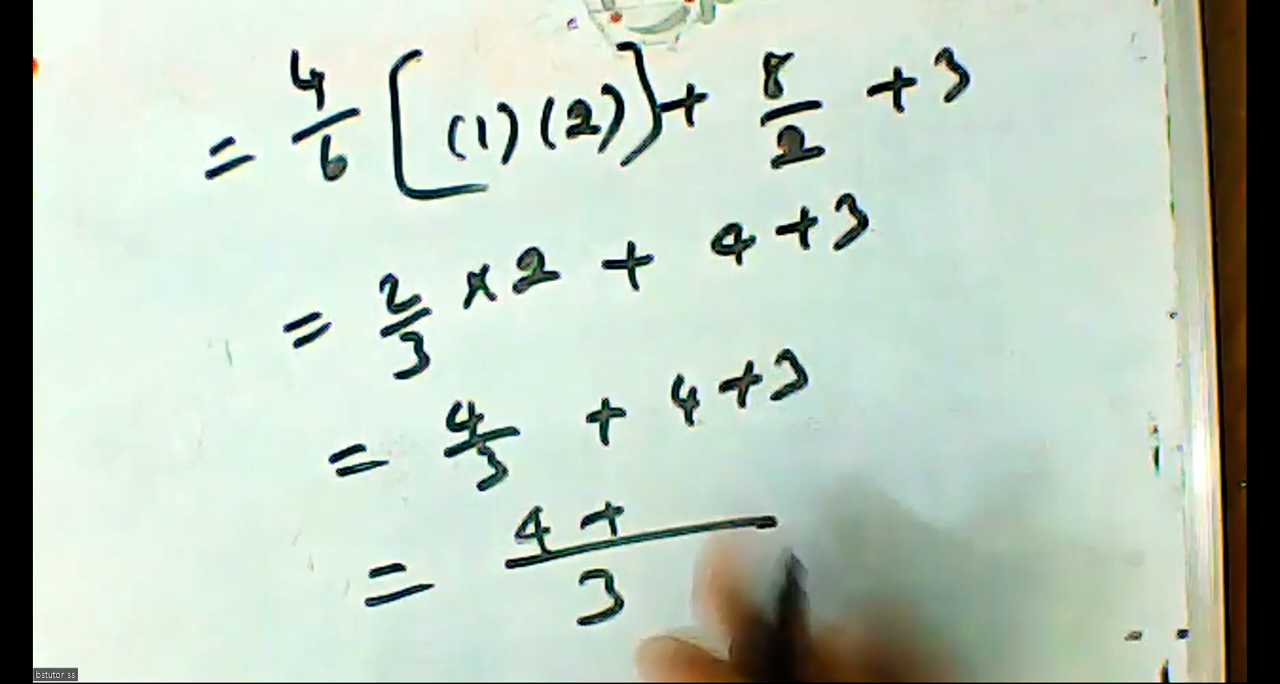 = 4/6 [(1)(2)] + 8/2 + 3
= 2/3 × 2 + 4 + 3
= 4/3 + 4 + 3
= 4 + / 3
bstutor ss